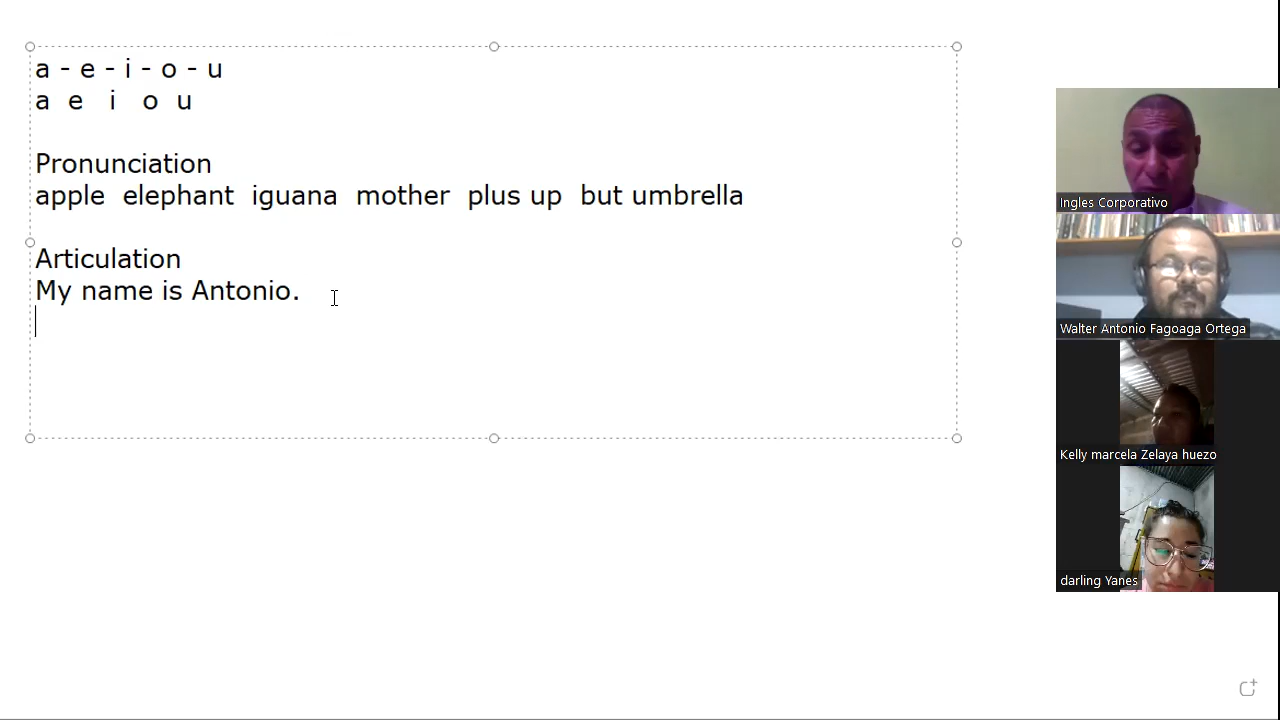 a - e - i - o - u
a e i o u
Pronunciation
apple elephant iguana mother plus up but umbrella
Articulation
My name is Antonio.
Ingles Corporativo
Walter Antonio Fagoaga Ortega
Kelly marcela Zelaya huezo
darling Yanes